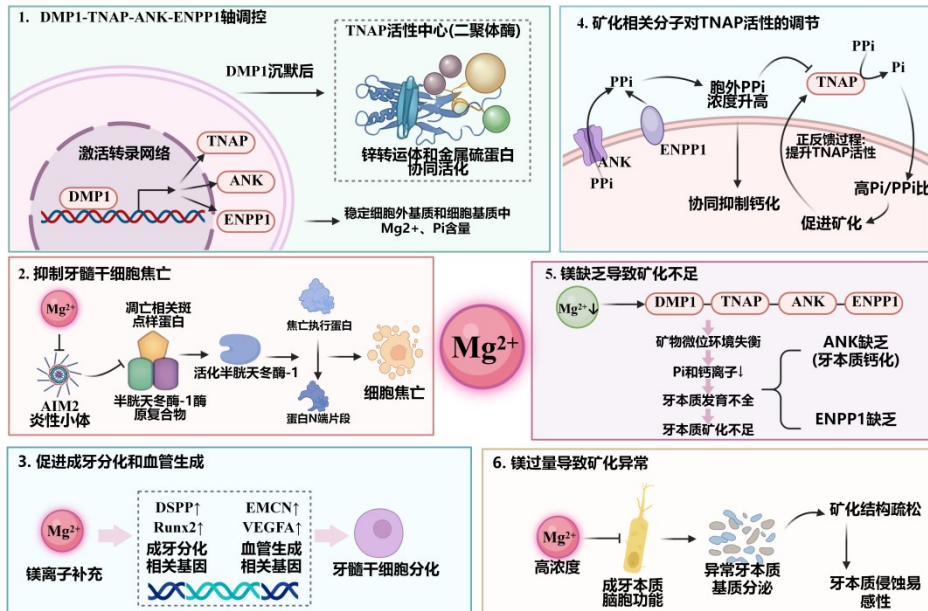 1. DMP1-TNAP-ANK-ENPP1轴调控
TNAP活性中心(二聚体酶)
DMP1沉默后
锌转运体和金属硫蛋白
协同活化
激活转录网络
DMP1
TNAP
ANK
ENPP1
稳定细胞外基质和细胞基质中
Mg2+、Pi含量
4. 矿化相关分子对TNAP活性的调节
PPi
胞外PPi
浓度升高
TNAP
PPi
Pi
ANK
PPi
ENPP1
正反馈过程:
提升TNAP活性
协同抑制钙化
促进矿化
高Pi/PPi比
2. 抑制牙髓干细胞焦亡
Mg²⁺
AIM2
炎性小体
凋亡相关斑
点样蛋白
半胱天冬酶-1酶
原复合物
活化半胱天冬酶-1
焦亡执行蛋白
蛋白N端片段
细胞焦亡
Mg²⁺
5. 镁缺乏导致矿化不足
Mg²⁺↓
DMP1
TNAP
ANK
ENPP1
矿物微位环境失衡
Pi和钙离子↓
牙本质发育不全
牙本质矿化不足
ANK缺乏
(牙本质钙化)
ENPP1缺乏
3. 促进成牙分化和血管生成
Mg²⁺
镁离子补充
DSPP↑
Runx2↑
成牙分化
相关基因
EMCN↑
VEGFA↑
血管生成
相关基因
牙髓干细胞分化
6. 镁过量导致矿化异常
Mg²⁺
高浓度
成牙本质
脑胞功能
异常牙本质
基质分泌
矿化结构疏松
牙本质侵蚀易
感性